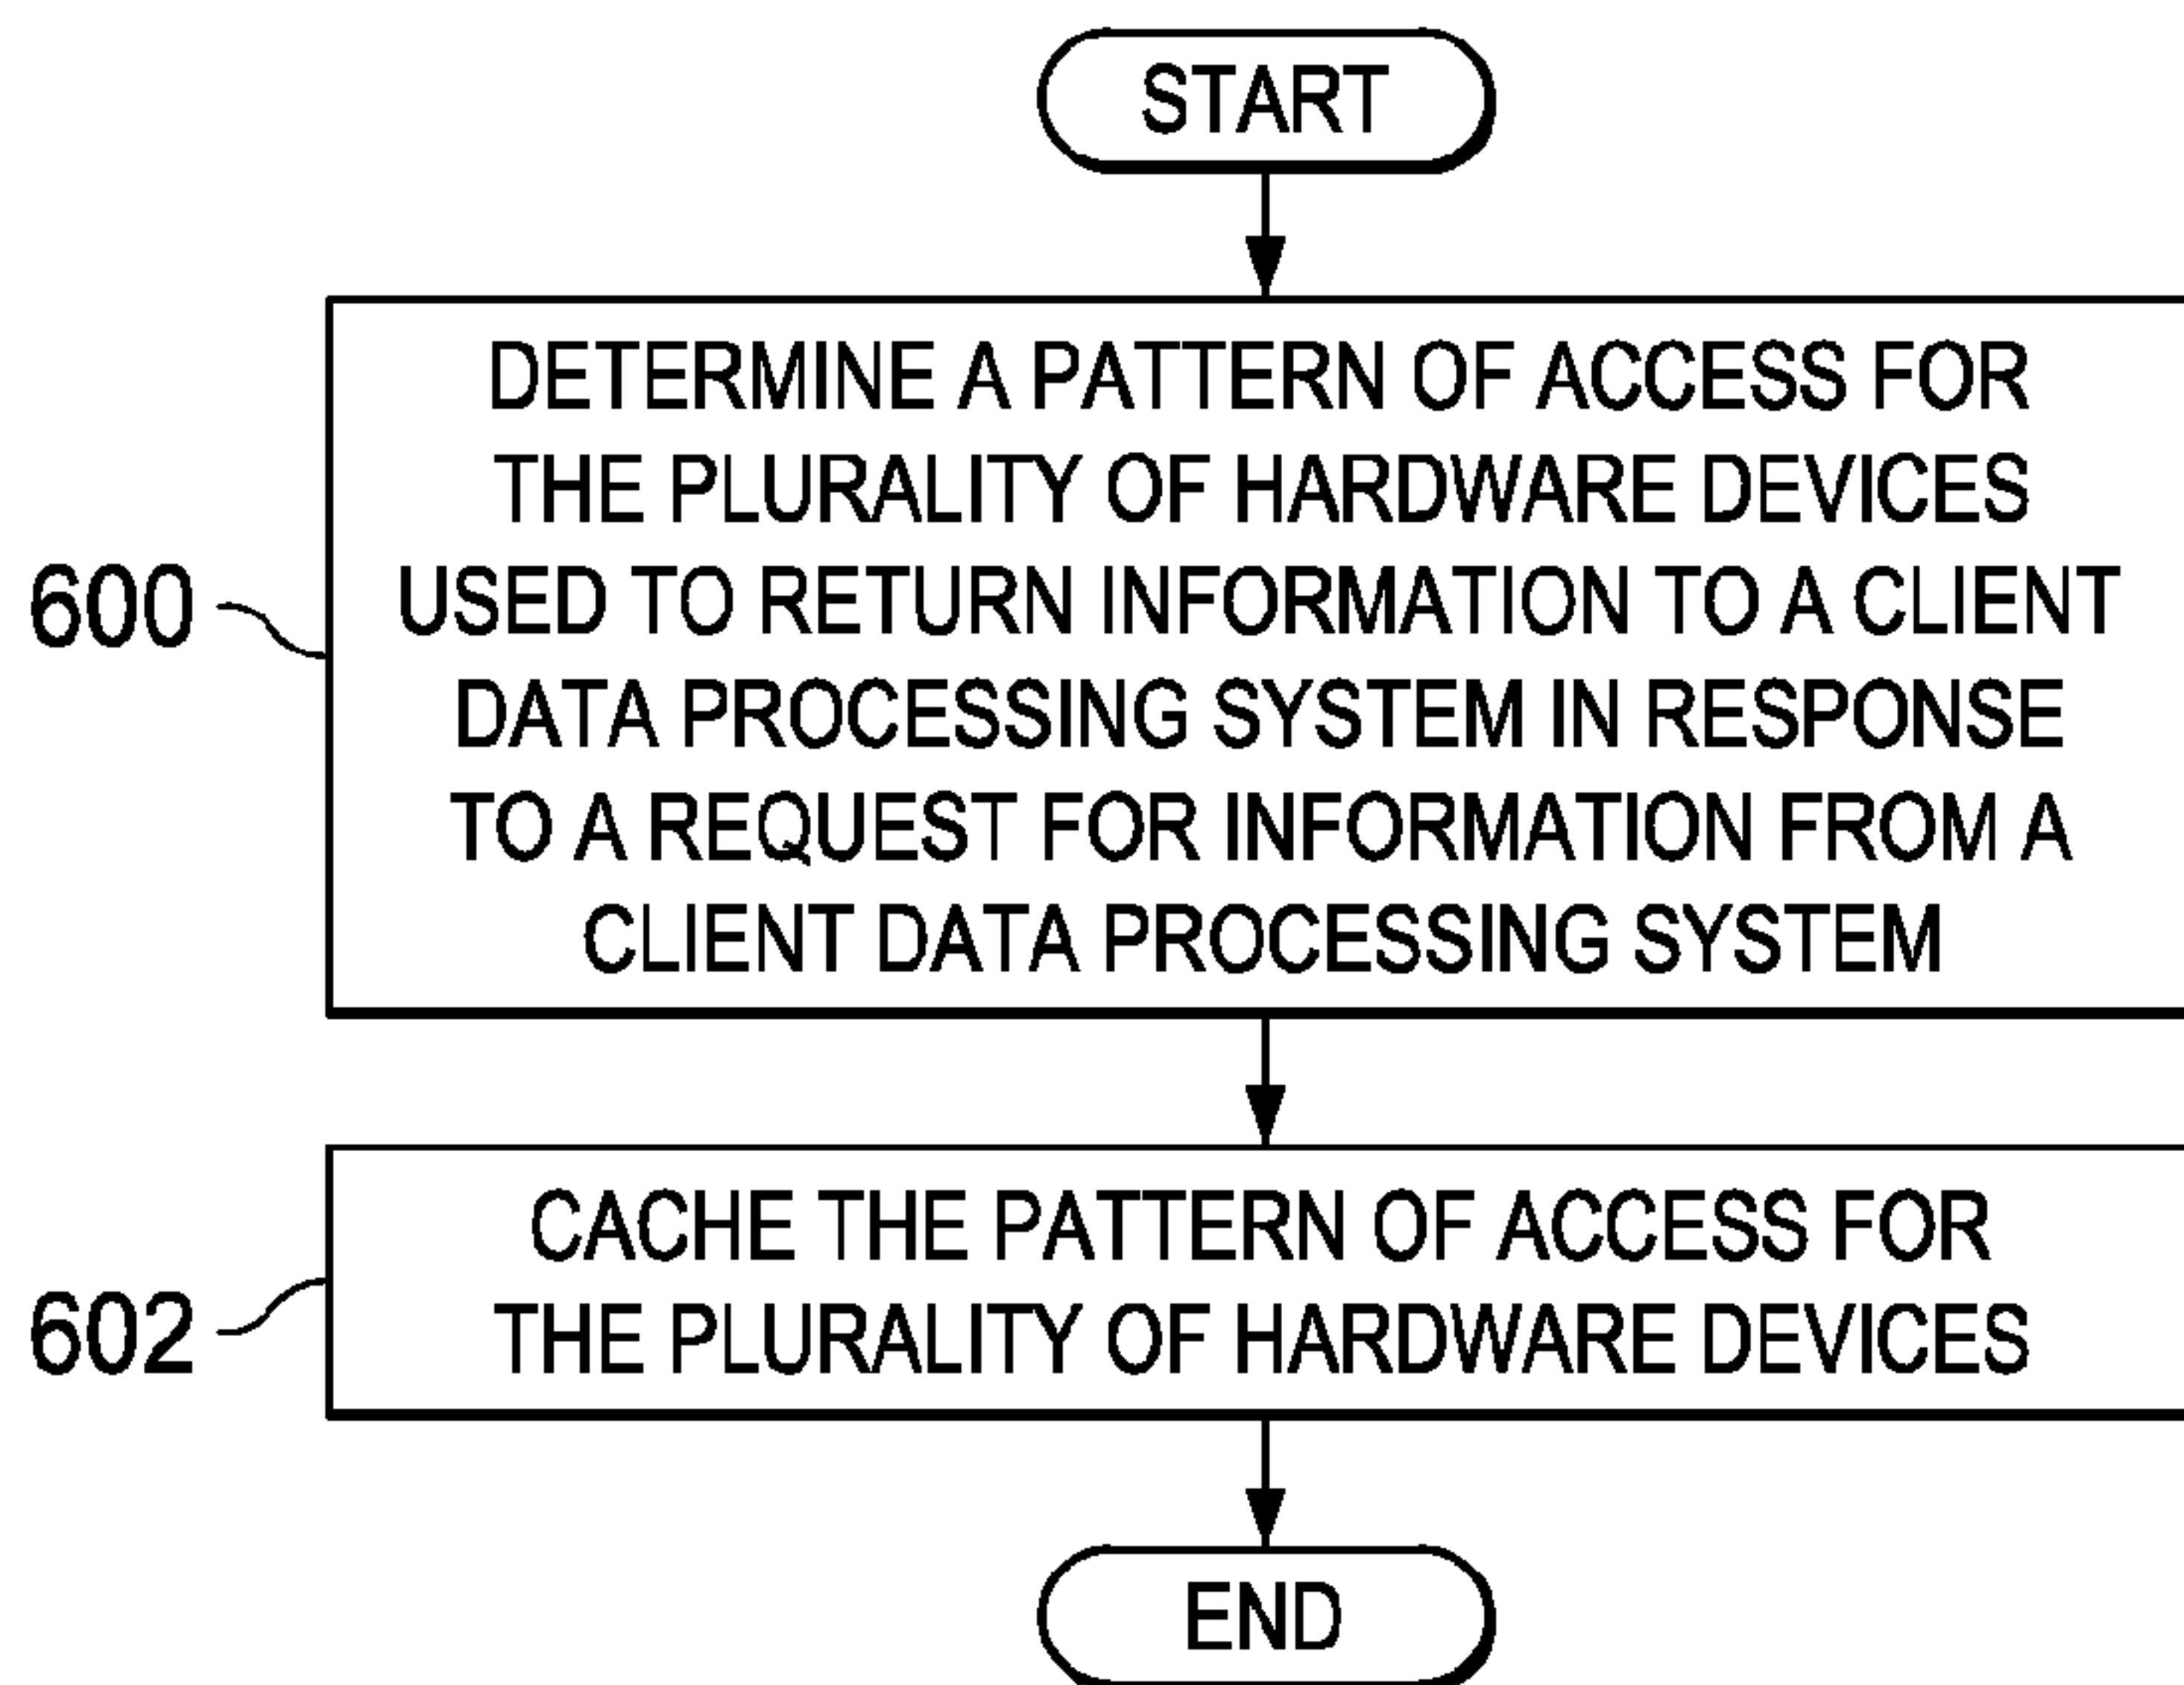 START
DETERMINE A PATTERN OF ACCESS FOR
THE PLURALITY OF HARDWARE DEVICES
USED TO RETURN INFORMATION TO A CLIENT
DATA PROCESSING SYSTEM IN RESPONSE
TO A REQUEST FOR INFORMATION FROM A
CLIENT DATA PROCESSING SYSTEM
600
CACHE THE PATTERN OF ACCESS FOR
THE PLURALITY OF HARDWARE DEVICES
602
END